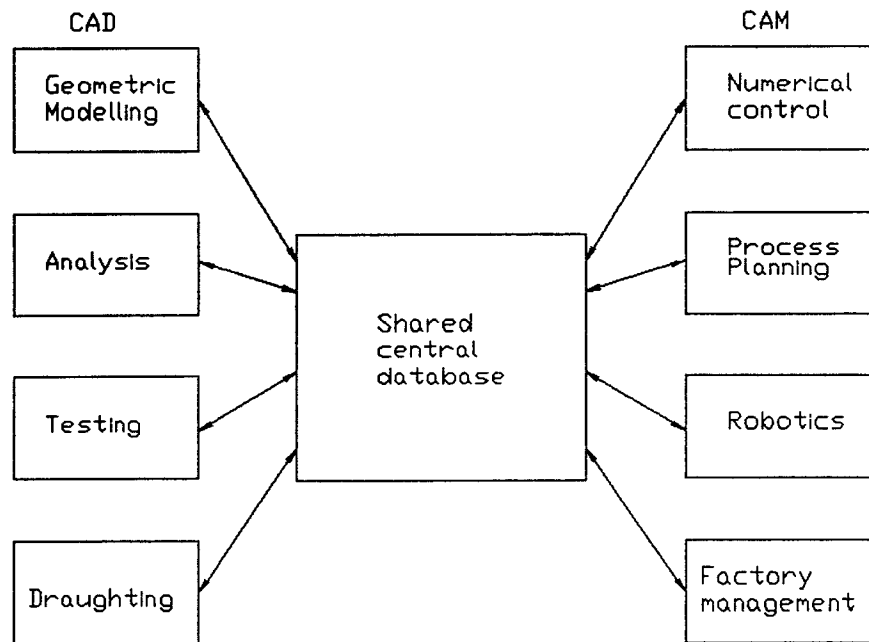 CAD
CAM
Geometric
Modelling
Numerical
control
Analysis
Process
Planning
Shared
central
database
Testing
Robotics
Draughting
Factory
management